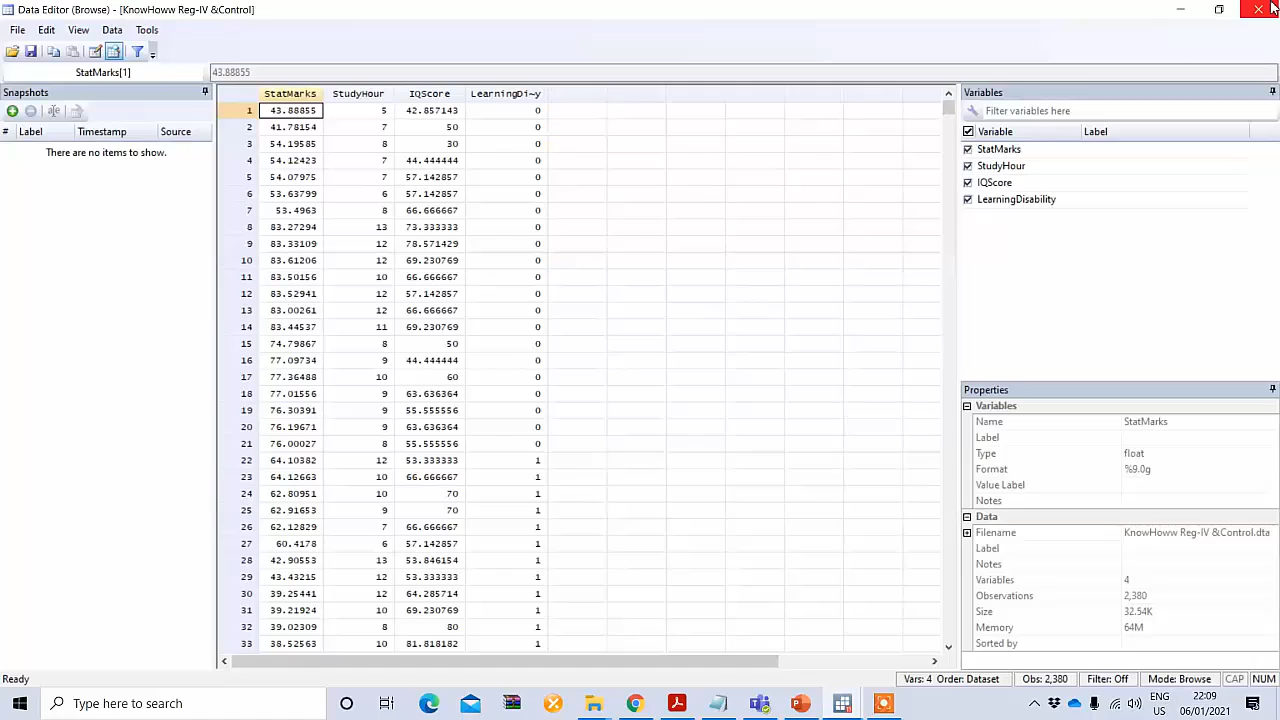 Data Editor (Browse) - [KnowHoww Reg-IV &Control]
File Edit View Data Tools
StatMarks[1] 43.88855
Snapshots
# Label Timestamp Source
There are no items to show.
StatMarks StudyHour IQScore LearningDi~y
1 43.88855 5 42.857143 0
2 41.78154 7 50 0
3 54.19585 8 30 0
4 54.12423 7 44.444444 0
5 54.07975 7 57.142857 0
6 53.63799 6 57.142857 0
7 53.4963 8 66.666667 0
8 83.27294 13 73.333333 0
9 83.33109 12 78.571429 0
10 83.61206 12 69.230769 0
11 83.50156 10 66.666667 0
12 83.52941 12 57.142857 0
13 83.00261 12 66.666667 0
14 83.44537 11 69.230769 0
15 74.79867 8 50 0
16 77.09734 9 44.444444 0
17 77.36488 10 60 0
18 77.01556 9 63.636364 0
19 76.30391 9 55.555556 0
20 76.19671 9 63.636364 0
21 76.00027 8 55.555556 0
22 64.10382 12 53.333333 1
23 64.12663 10 66.666667 1
24 62.80951 10 70 1
25 62.91653 9 70 1
26 62.12829 7 66.666667 1
27 60.4178 6 57.142857 1
28 42.90553 13 53.846154 1
29 43.43215 12 53.333333 1
30 39.25441 12 64.285714 1
31 39.21924 10 69.230769 1
32 39.02309 8 80 1
33 38.52563 10 81.818182 1
Variables
Filter variables here
Variable Label
StatMarks
StudyHour
IQScore
LearningDisability
Properties
Variables
Name StatMarks
Label
Type float
Format %9.0g
Value Label
Notes
Data
Filename KnowHoww Reg-IV &Control.dta
Label
Notes
Variables 4
Observations 2,380
Size 32.54K
Memory 64M
Sorted by
Ready Vars: 4 Order: Dataset Obs: 2,380 Filter: Off Mode: Browse CAP NUM
Type here to search
ENG
US
22:09
06/01/2021